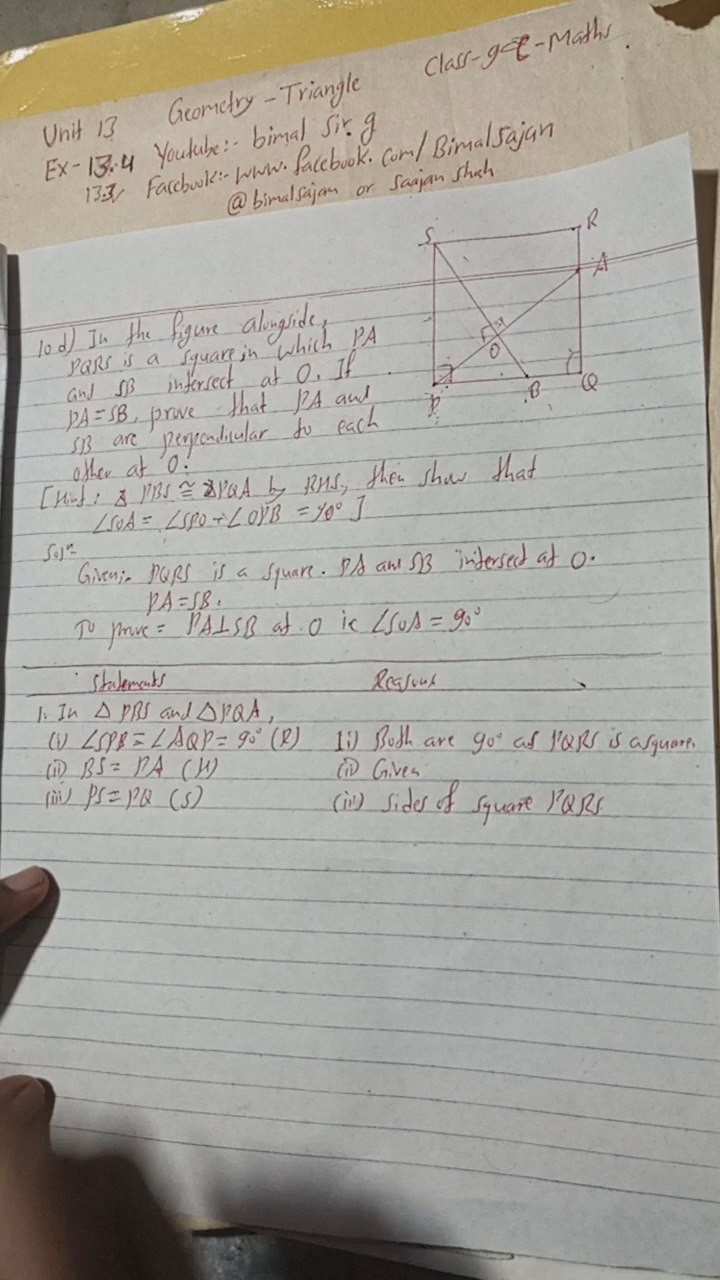 Unit 13 Geometry - Triangle Class-9 - Maths.
Ex - 13.4 Youtube:- bimal Sir g
13.3/ Facebook:- www.facebook.com/Bimalsajan
@bimalsajan or saajan shah
S R
A
O
P B Q
10.d) In the figure alongside,
PQRS is a square in which PA
and SB intersect at O. If
PA = SB, prove that PA and
SB are perpendicular to each
other at O.
[Hint: Δ PBS ≅ ΔPQA by RHS, then show that
∠SOA = ∠SPO + ∠OPB = 90° ]
Sol^n
Given:- PQRS is a square. PA and SB intersect at O.
PA = SB.
To prove = PA⊥SB at O ie ∠SOA = 90°
Statements Reasons
1. In Δ PBS and ΔPQA,
(i) ∠SPB = ∠AQP = 90° (R) (i) Both are 90° as PQRS is a square.
(ii) BS = PA (H) (ii) Given
(iii) PS = PQ (S) (iii) Sides of square PQRS